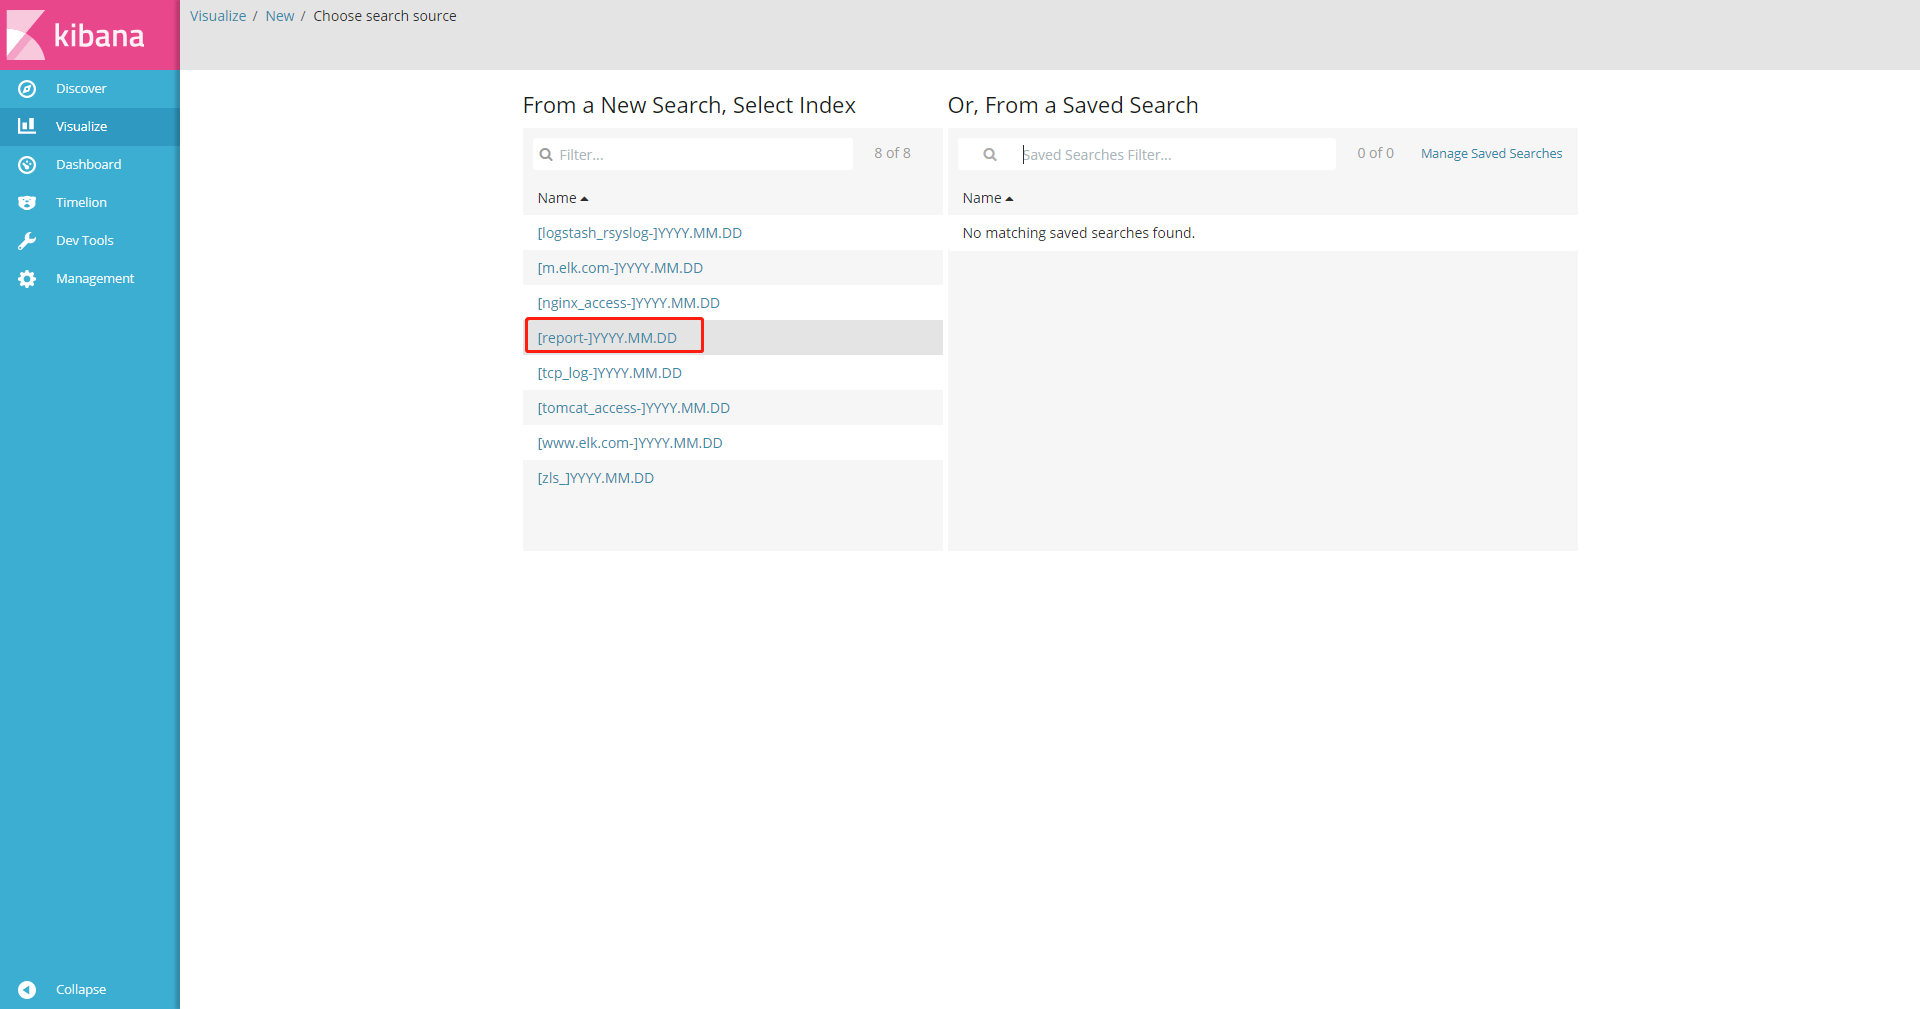 kibana
Discover
Visualize
Dashboard
Timelion
Dev Tools
Management
Collapse
Visualize / New / Choose search source
From a New Search, Select Index
Filter...
8 of 8
Name
[logstash_rsyslog-]YYYY.MM.DD
[m.elk.com-]YYYY.MM.DD
[nginx_access-]YYYY.MM.DD
[report-]YYYY.MM.DD
[tcp_log-]YYYY.MM.DD
[tomcat_access-]YYYY.MM.DD
[www.elk.com-]YYYY.MM.DD
[zls_]YYYY.MM.DD
Or, From a Saved Search
Saved Searches Filter...
0 of 0
Manage Saved Searches
Name
No matching saved searches found.